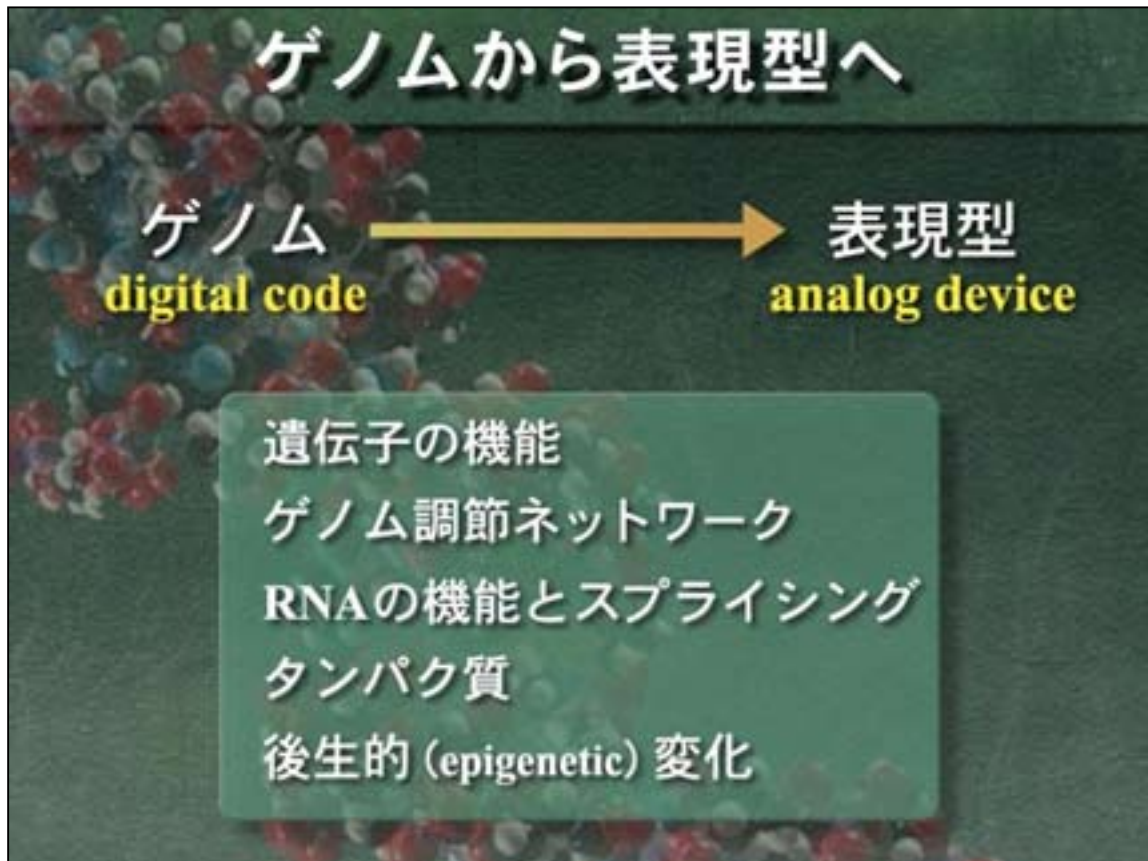 ゲノムから表現型へ
ゲノム
表現型
digital code
analog device
遺伝子の機能
ゲノム調節ネットワーク
RNAの機能とスプライシング
タンパク質
後生的 (epigenetic) 変化